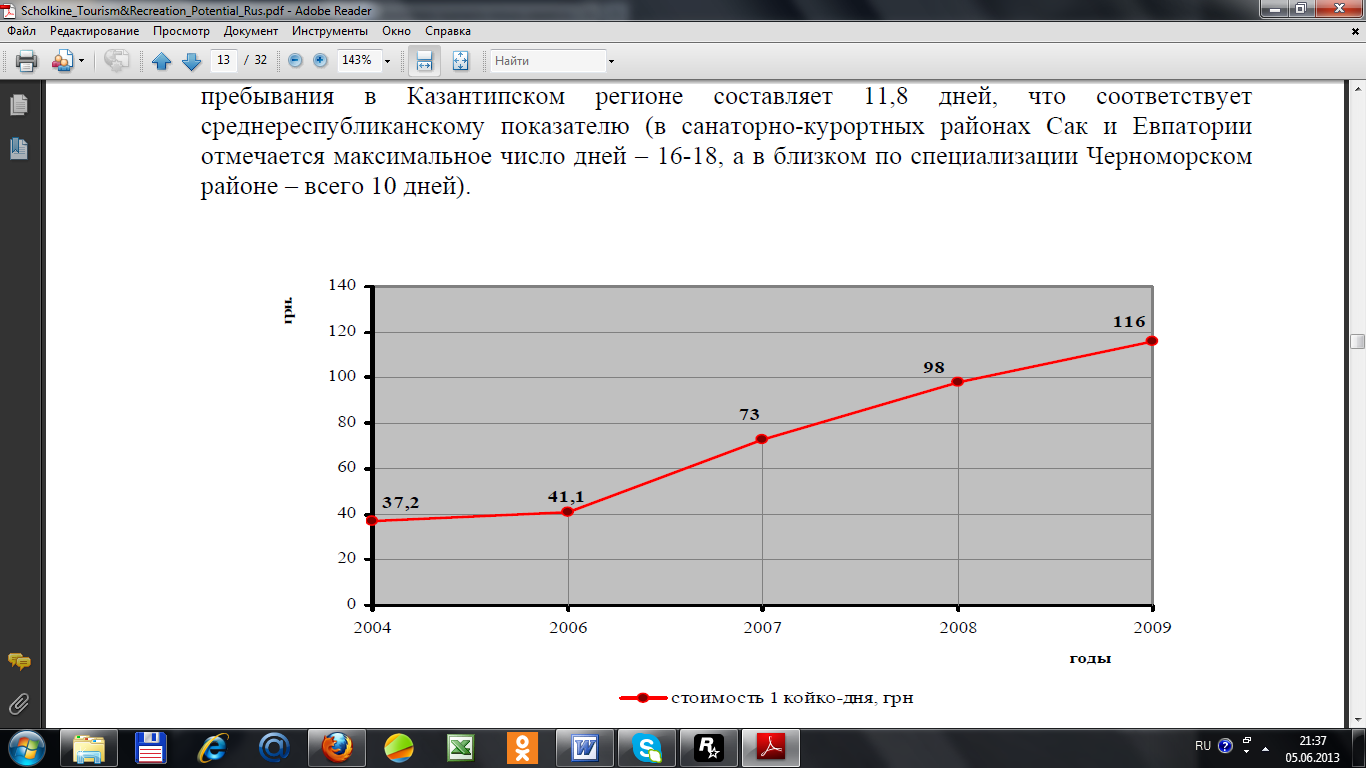 Scholkine_Tourism&Recreation_Potential_Rus.pdf - Adobe Reader
Файл Редактирование Просмотр Документ Инструменты Окно Справка
13 / 32 143% Найти
пребывания в Казантипском регионе составляет 11,8 дней, что соответствует
среднереспубликанскому показателю (в санаторно-курортных районах Сак и Евпатории
отмечается максимальное число дней – 16-18, а в близком по специализации Черноморском
районе – всего 10 дней).
грн.
140
120
100
80
60
40
20
0
37,2
41,1
73
98
116
2004 2006 2007 2008 2009
годы
стоимость 1 койко-дня, грн
RU 21:37
05.06.2013